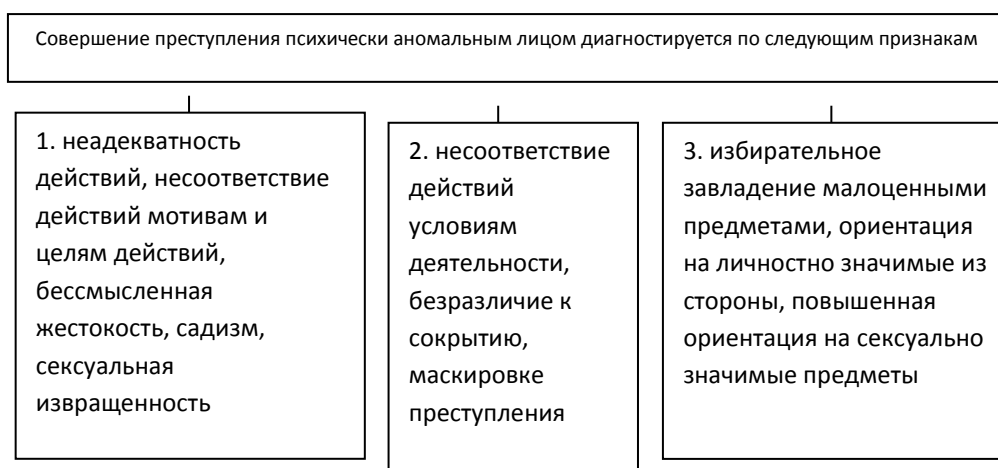 Совершение преступления психически аномальным лицом диагностируется по следующим признакам
1. неадекватность
действий, несоответствие
действий мотивам и
целям действий,
бессмысленная
жестокость, садизм,
сексуальная
извращенность
2. несоответствие
действий
условиям
деятельности,
безразличие к
сокрытию,
маскировке
преступления
3. избирательное
завладение малоценными
предметами, ориентация
на личностно значимые из
стороны, повышенная
ориентация на сексуально
значимые предметы